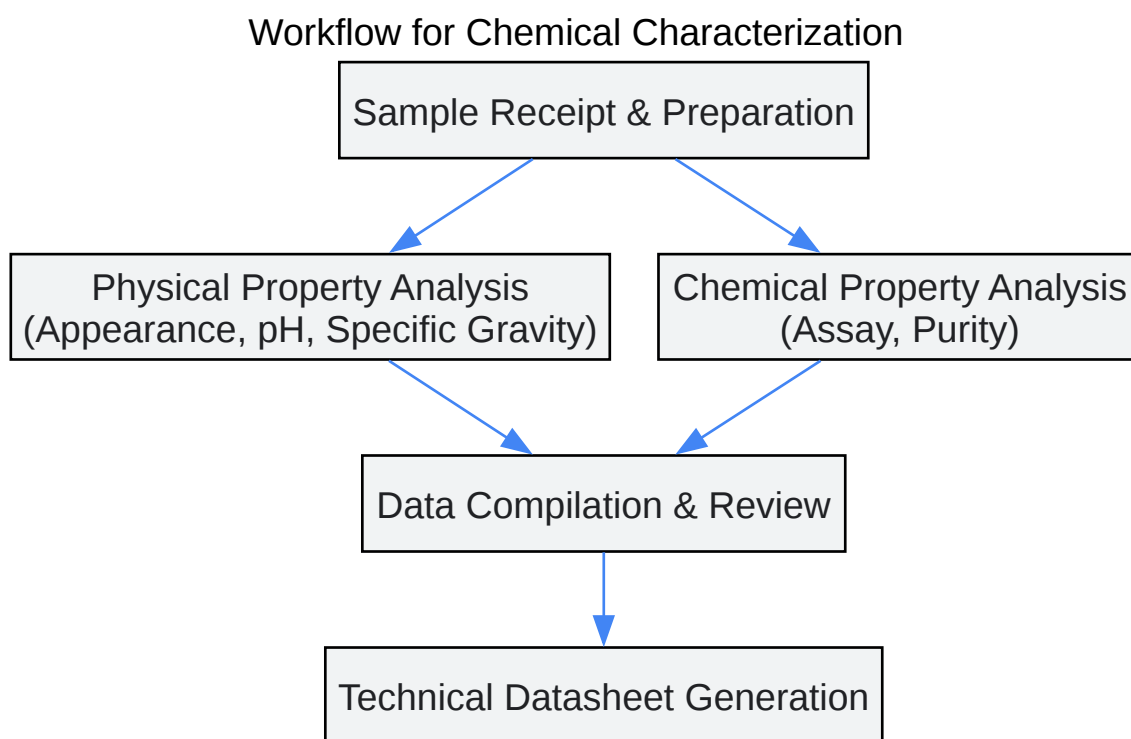 Workflow for Chemical Characterization
Sample Receipt & Preparation
Physical Property Analysis
(Appearance, pH, Specific Gravity)
Chemical Property Analysis
(Assay, Purity)
Data Compilation & Review
Technical Datasheet Generation